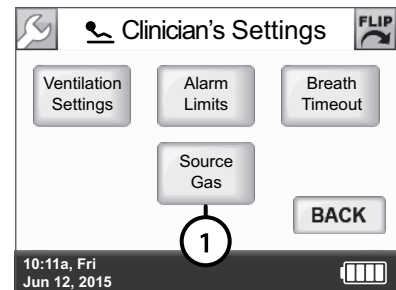 Clinician's Settings
FLIP
Ventilation
Settings
Alarm
Limits
Breath
Timeout
Source
Gas
BACK
1
10:11a, Fri
Jun 12, 2015